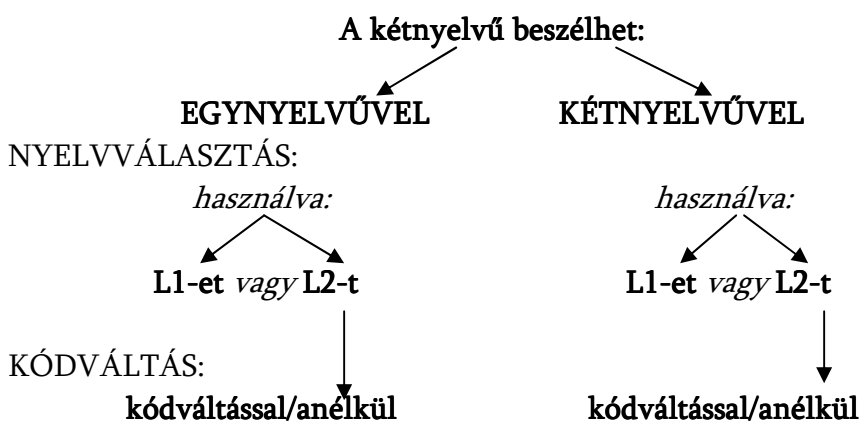 A kétnyelvű beszélhet:
EGYNYELVŰVEL KÉTNYELVŰVEL
NYELVVÁLASZTÁS:
használva: használva:
L1-et vagy L2-t L1-et vagy L2-t
KÓDVÁLTÁS:
kódváltással/anélkül kódváltással/anélkül